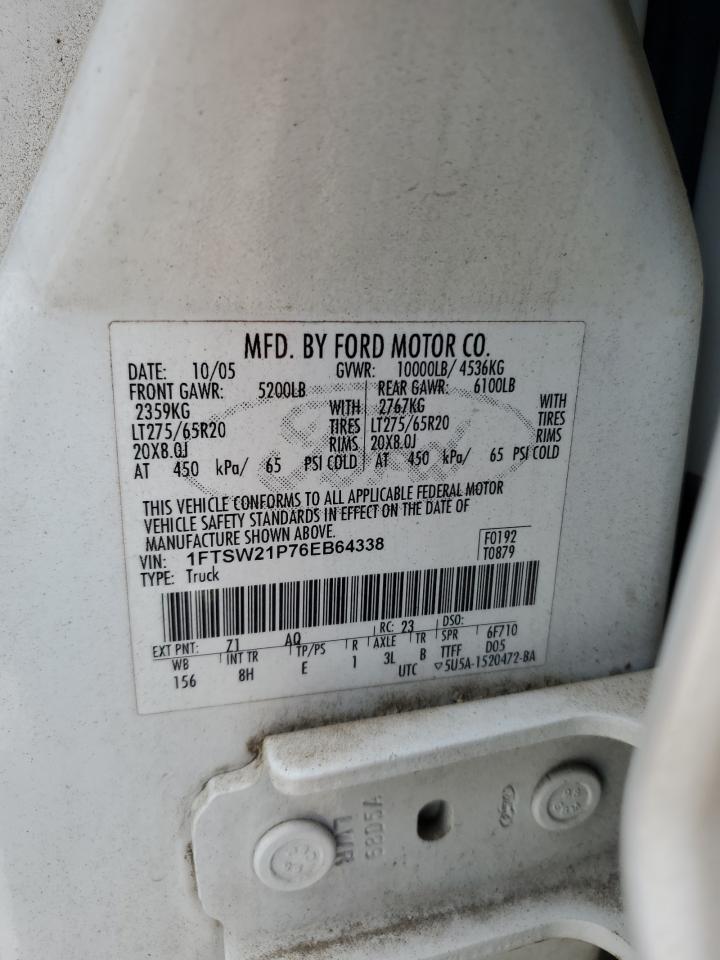 MFD. BY FORD MOTOR CO.
DATE: 10/05 GVWR: 10000LB/ 4536KG
FRONT GAWR: 5200LB REAR GAWR: 6100LB
2359KG WITH 2767KG WITH
LT275/65R20 TIRES LT275/65R20 TIRES
20X8.0J RIMS 20X8.0J RIMS
AT 450 kPa/ 65 PSI COLD AT 450 kPa/ 65 PSI COLD
THIS VEHICLE CONFORMS TO ALL APPLICABLE FEDERAL MOTOR
VEHICLE SAFETY STANDARDS IN EFFECT ON THE DATE OF
MANUFACTURE SHOWN ABOVE.
VIN: 1FTSW21P76EB64338 F0192
TYPE: Truck T0879
EXT PNT: Z1 AQ RC: 23 DSO:
WB INT TR TP/PS R AXLE TR SPR 6F710
156 8H E 1 3L B TTFF D05
UTC ▽5U5A-1520472-BA
LWR